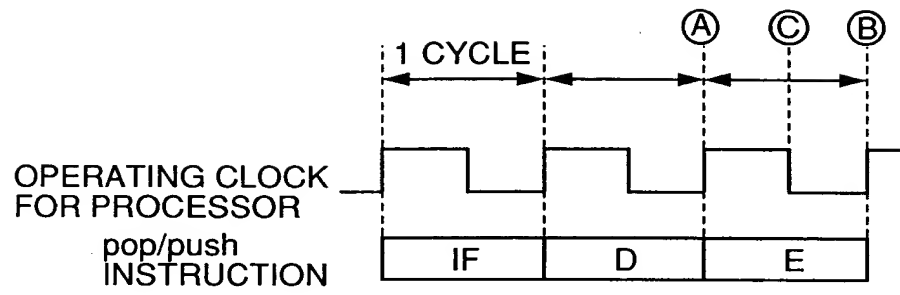 Ⓐ Ⓒ Ⓑ
1 CYCLE
OPERATING CLOCK
FOR PROCESSOR
pop/push
INSTRUCTION
IF D E